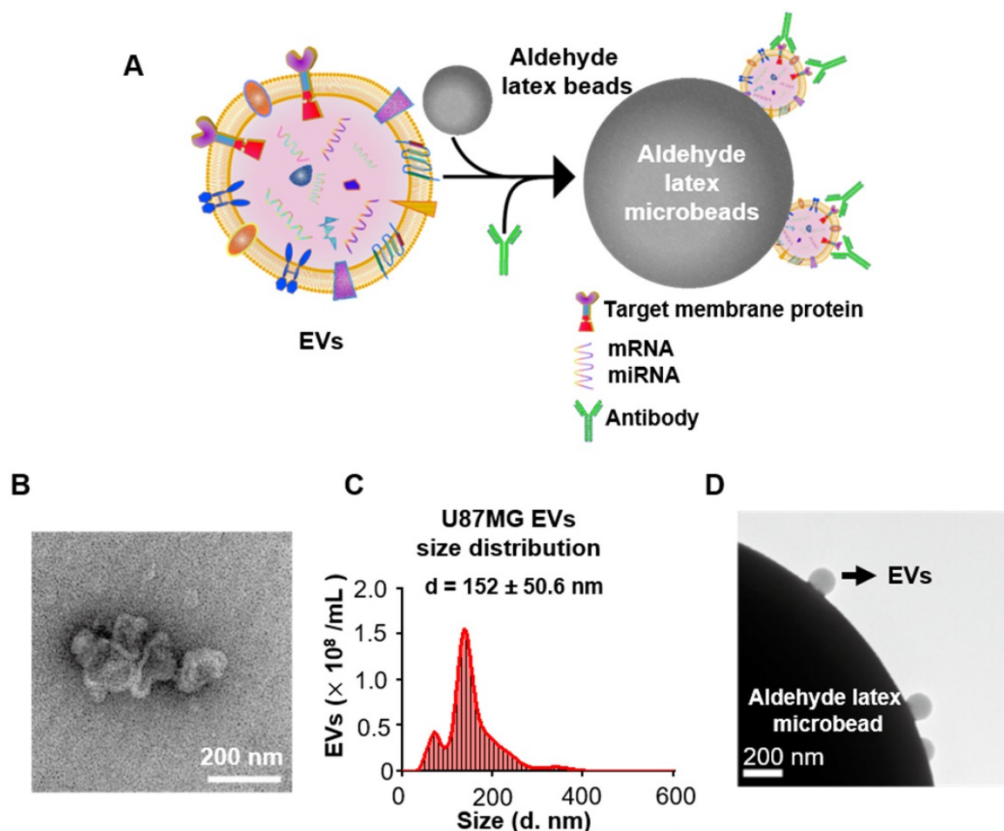 A
Aldehyde
latex beads
EVs
Aldehyde
latex
microbeads
Target membrane protein
mRNA
miRNA
Antibody
B
200 nm
C
U87MG EVs
size distribution
d = 152 ± 50.6 nm
EVs (× 10⁸ /mL)
2.0
1.5
1.0
0.5
0
0
200
400
600
Size (d. nm)
D
EVs
Aldehyde latex
microbead
200 nm